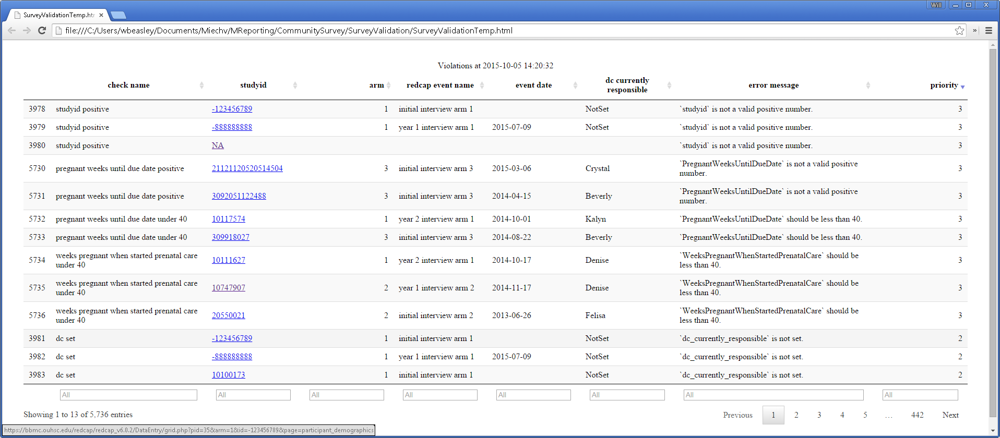 Will
SurveyValidationTemp.htm
file:///C:/Users/wbeasley/Documents/Miechv/MReporting/CommunitySurvey/SurveyValidation/SurveyValidationTemp.html
Violations at 2015-10-05 14:20:32
check name studyid arm redcap event name event date dc currently responsible error message priority
3978 studyid positive -123456789 1 initial interview arm 1 NotSet `studyid` is not a valid positive number. 3
3979 studyid positive -888888888 1 year 1 interview arm 1 2015-07-09 NotSet `studyid` is not a valid positive number. 3
3980 studyid positive NA `studyid` is not a valid positive number. 3
5730 pregnant weeks until due date positive 21121120520514504 3 initial interview arm 3 2015-03-06 Crystal `PregnantWeeksUntilDueDate` is not a valid positive number. 3
5731 pregnant weeks until due date positive 3092051122488 3 initial interview arm 3 2014-04-15 Beverly `PregnantWeeksUntilDueDate` is not a valid positive number. 3
5732 pregnant weeks until due date under 40 10117574 1 year 2 interview arm 1 2014-10-01 Kalyn `PregnantWeeksUntilDueDate` should be less than 40. 3
5733 pregnant weeks until due date under 40 309918027 3 initial interview arm 3 2014-08-22 Beverly `PregnantWeeksUntilDueDate` should be less than 40. 3
5734 weeks pregnant when started prenatal care under 40 10111627 1 year 2 interview arm 1 2014-10-17 Denise `WeeksPregnantWhenStartedPrenatalCare` should be less than 40. 3
5735 weeks pregnant when started prenatal care under 40 10747907 2 year 1 interview arm 2 2014-11-17 Denise `WeeksPregnantWhenStartedPrenatalCare` should be less than 40. 3
5736 weeks pregnant when started prenatal care under 40 20550021 2 initial interview arm 2 2013-06-26 Felisa `WeeksPregnantWhenStartedPrenatalCare` should be less than 40. 3
3981 dc set -123456789 1 initial interview arm 1 NotSet `dc_currently_responsible` is not set. 2
3982 dc set -888888888 1 year 1 interview arm 1 2015-07-09 NotSet `dc_currently_responsible` is not set. 2
3983 dc set 10100173 1 initial interview arm 1 NotSet `dc_currently_responsible` is not set. 2
All All All All All All All All
Showing 1 to 13 of 5,736 entries Previous 1 2 3 4 5 … 442 Next
https://bbmc.ouhsc.edu/redcap/redcap_v6.0.2/DataEntry/grid.php?pid=35&arm=1&id=-123456789&page=participant_demographics